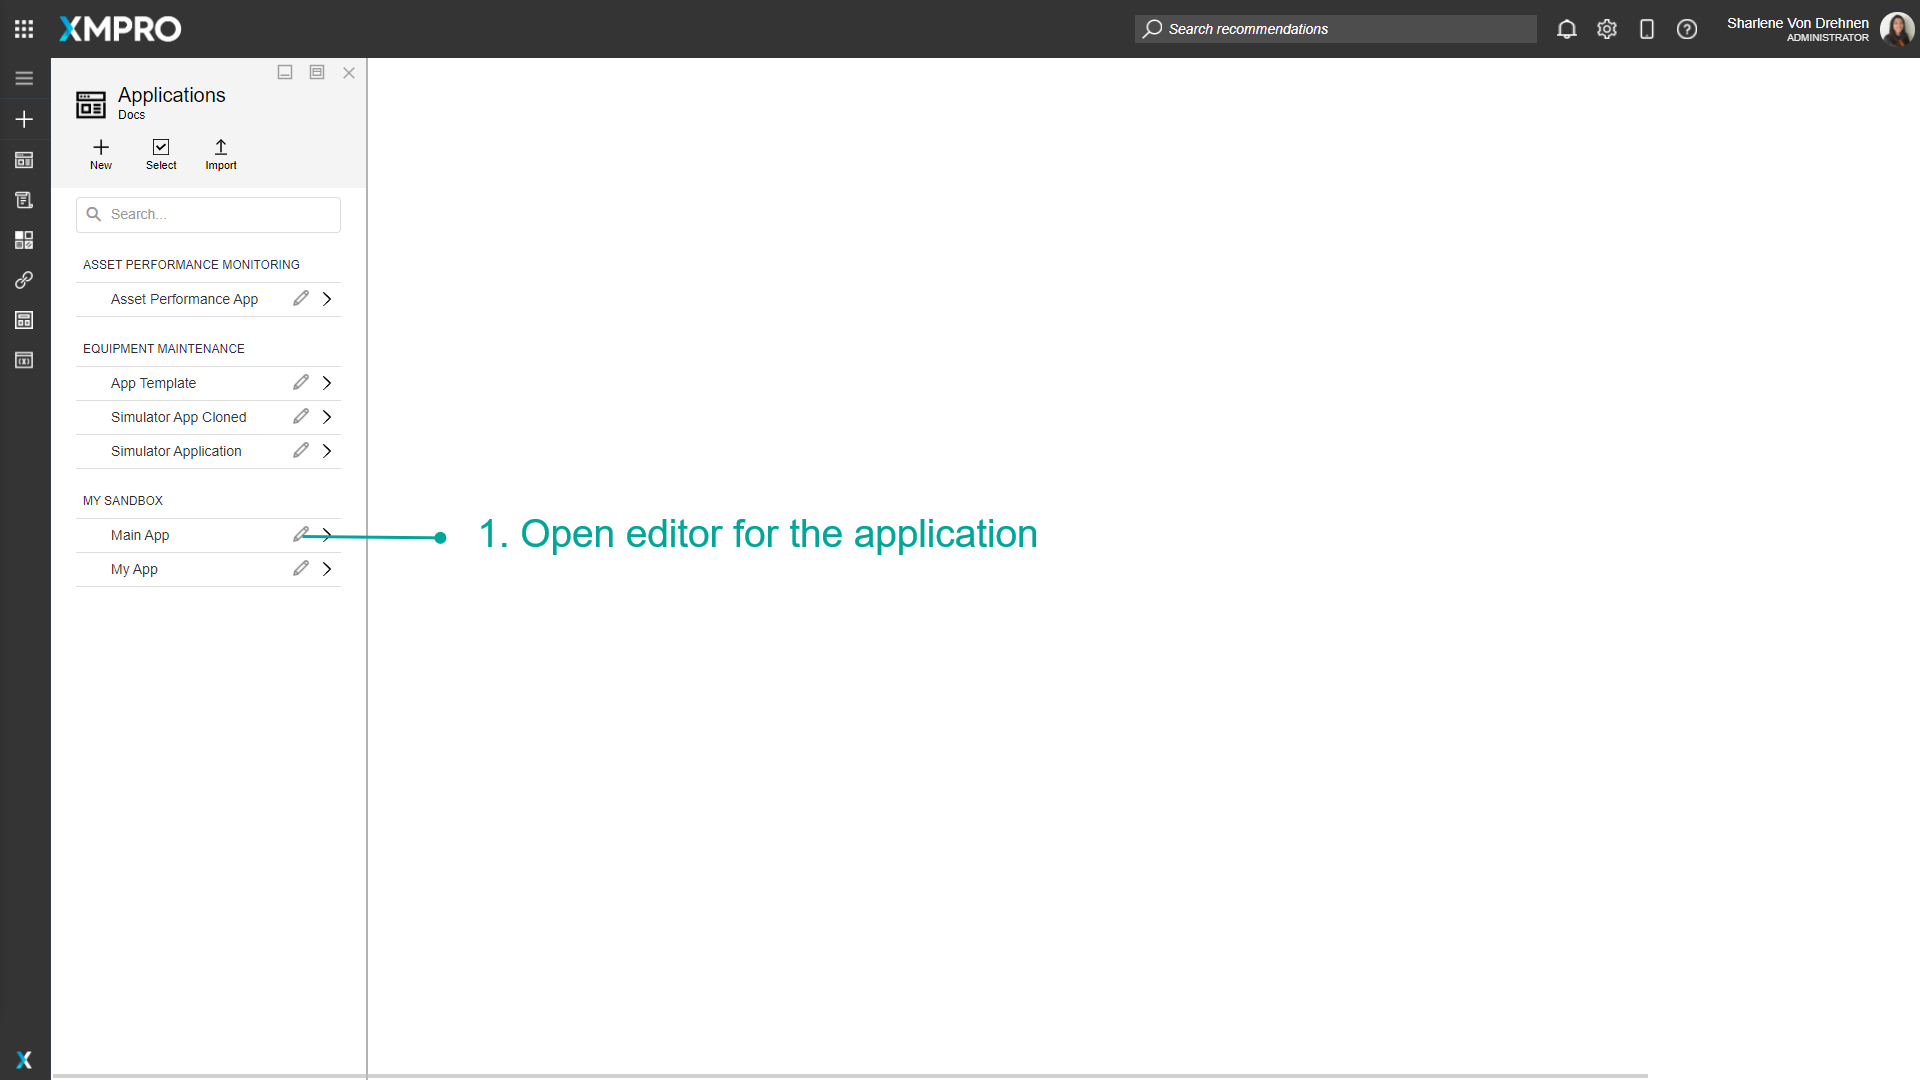 XMPRO
Search recommendations
Sharlene Von Drehnen
ADMINISTRATOR
Applications
Docs
New
Select
Import
Search...
ASSET PERFORMANCE MONITORING
Asset Performance App
EQUIPMENT MAINTENANCE
App Template
Simulator App Cloned
Simulator Application
MY SANDBOX
Main App
1. Open editor for the application
My App